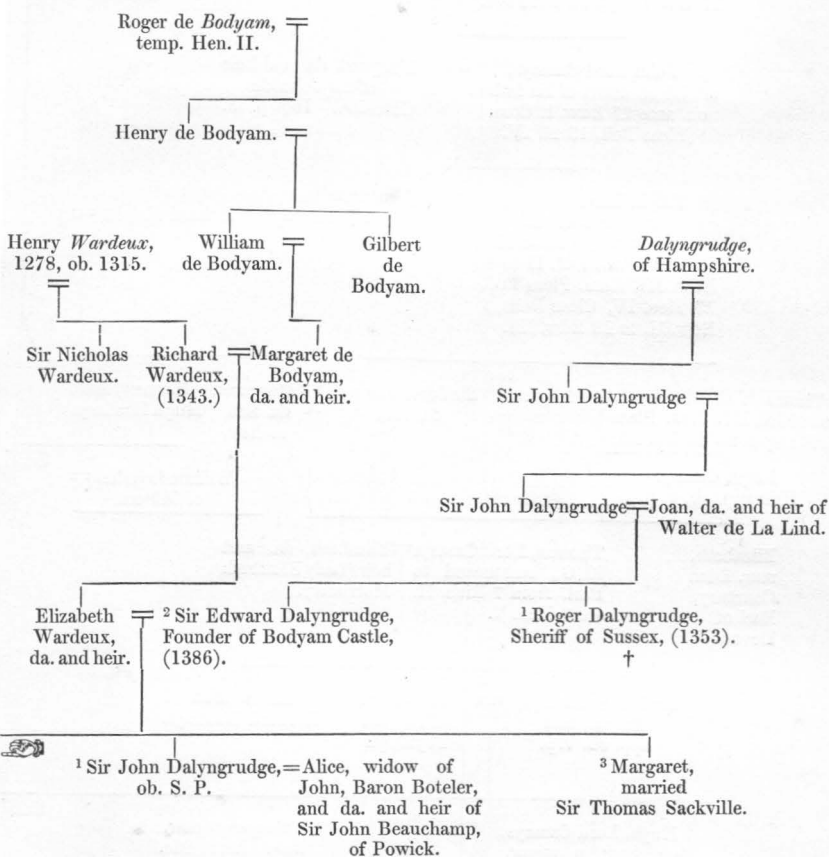 Roger de Bodyam,
temp. Hen. II.
Henry de Bodyam.
Henry Wardeux,
1278, ob. 1315.
William
de Bodyam.
Gilbert
de
Bodyam.
Dalyngrudge,
of Hampshire.
Sir Nicholas
Wardeux.
Richard
Wardeux,
(1343.)
Margaret de
Bodyam,
da. and heir.
Sir John Dalyngrudge
Sir John Dalyngrudge
Joan, da. and heir of
Walter de La Lind.
Elizabeth
Wardeux,
da. and heir.
2 Sir Edward Dalyngrudge,
Founder of Bodyam Castle,
(1386).
1 Roger Dalyngrudge,
Sheriff of Sussex, (1353).
†
1 Sir John Dalyngrudge,
ob. S. P.
Alice, widow of
John, Baron Boteler,
and da. and heir of
Sir John Beauchamp,
of Powick.
3 Margaret,
married
Sir Thomas Sackville.